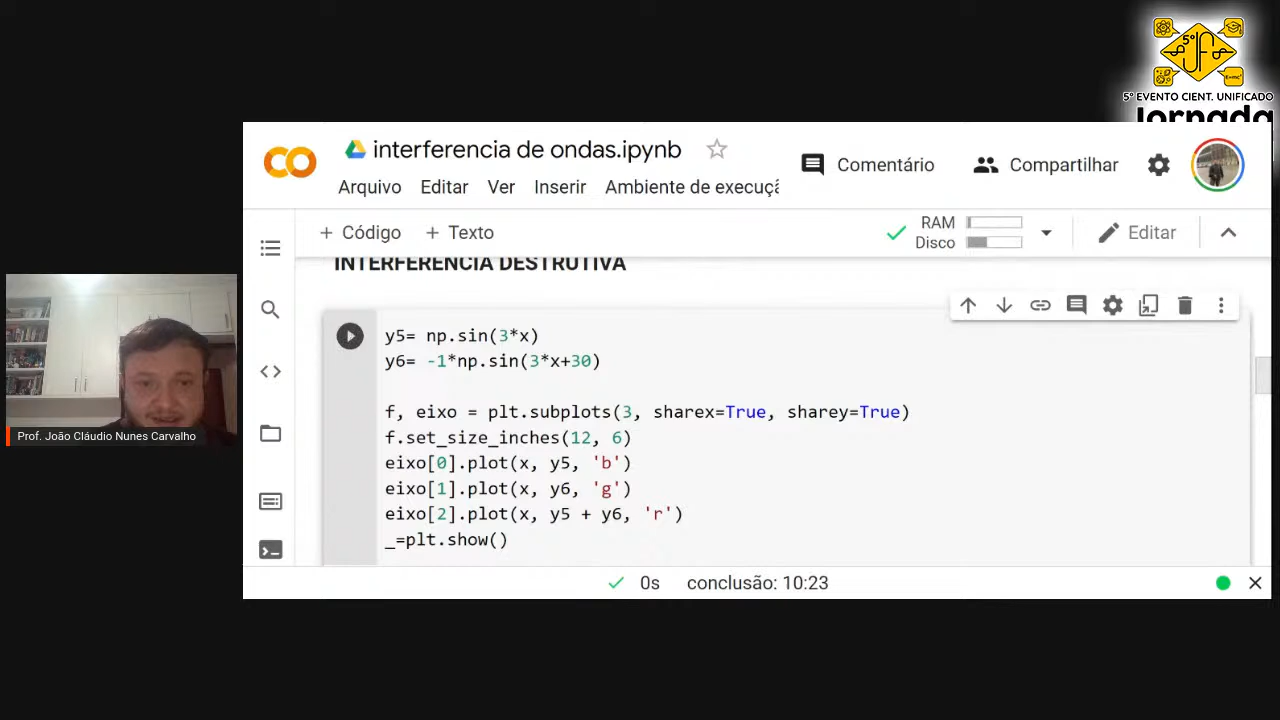 5º
E=mc²
5º EVENTO CIENT. UNIFICADO
Jornada
interferencia de ondas.ipynb
Comentário
Compartilhar
Arquivo Editar Ver Inserir Ambiente de execuçã
+ Código + Texto
RAM
Disco
Editar
INTERFERENCIA DESTRUTIVA
y5= np.sin(3*x)
y6= -1*np.sin(3*x+30)
f, eixo = plt.subplots(3, sharex=True, sharey=True)
f.set_size_inches(12, 6)
eixo[0].plot(x, y5, 'b')
eixo[1].plot(x, y6, 'g')
eixo[2].plot(x, y5 + y6, 'r')
_=plt.show()
Prof. João Cláudio Nunes Carvalho
0s conclusão: 10:23